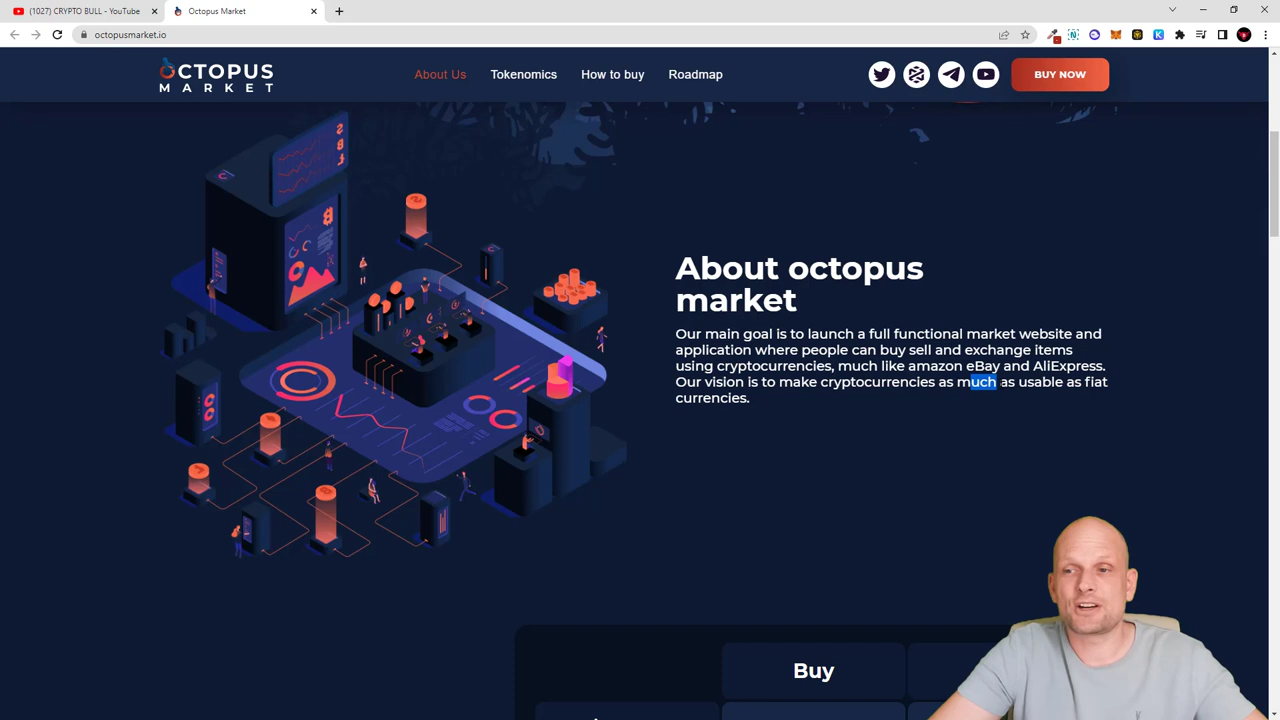 (1027) CRYPTO BULL - YouTube
Octopus Market
octopusmarket.io
OCTOPUS
MARKET
About Us
Tokenomics
How to buy
Roadmap
BUY NOW
About octopus
market
Our main goal is to launch a full functional market website and
application where people can buy sell and exchange items
using cryptocurrencies, much like amazon eBay and AliExpress.
Our vision is to make cryptocurrencies as much as usable as fiat
currencies.
Buy